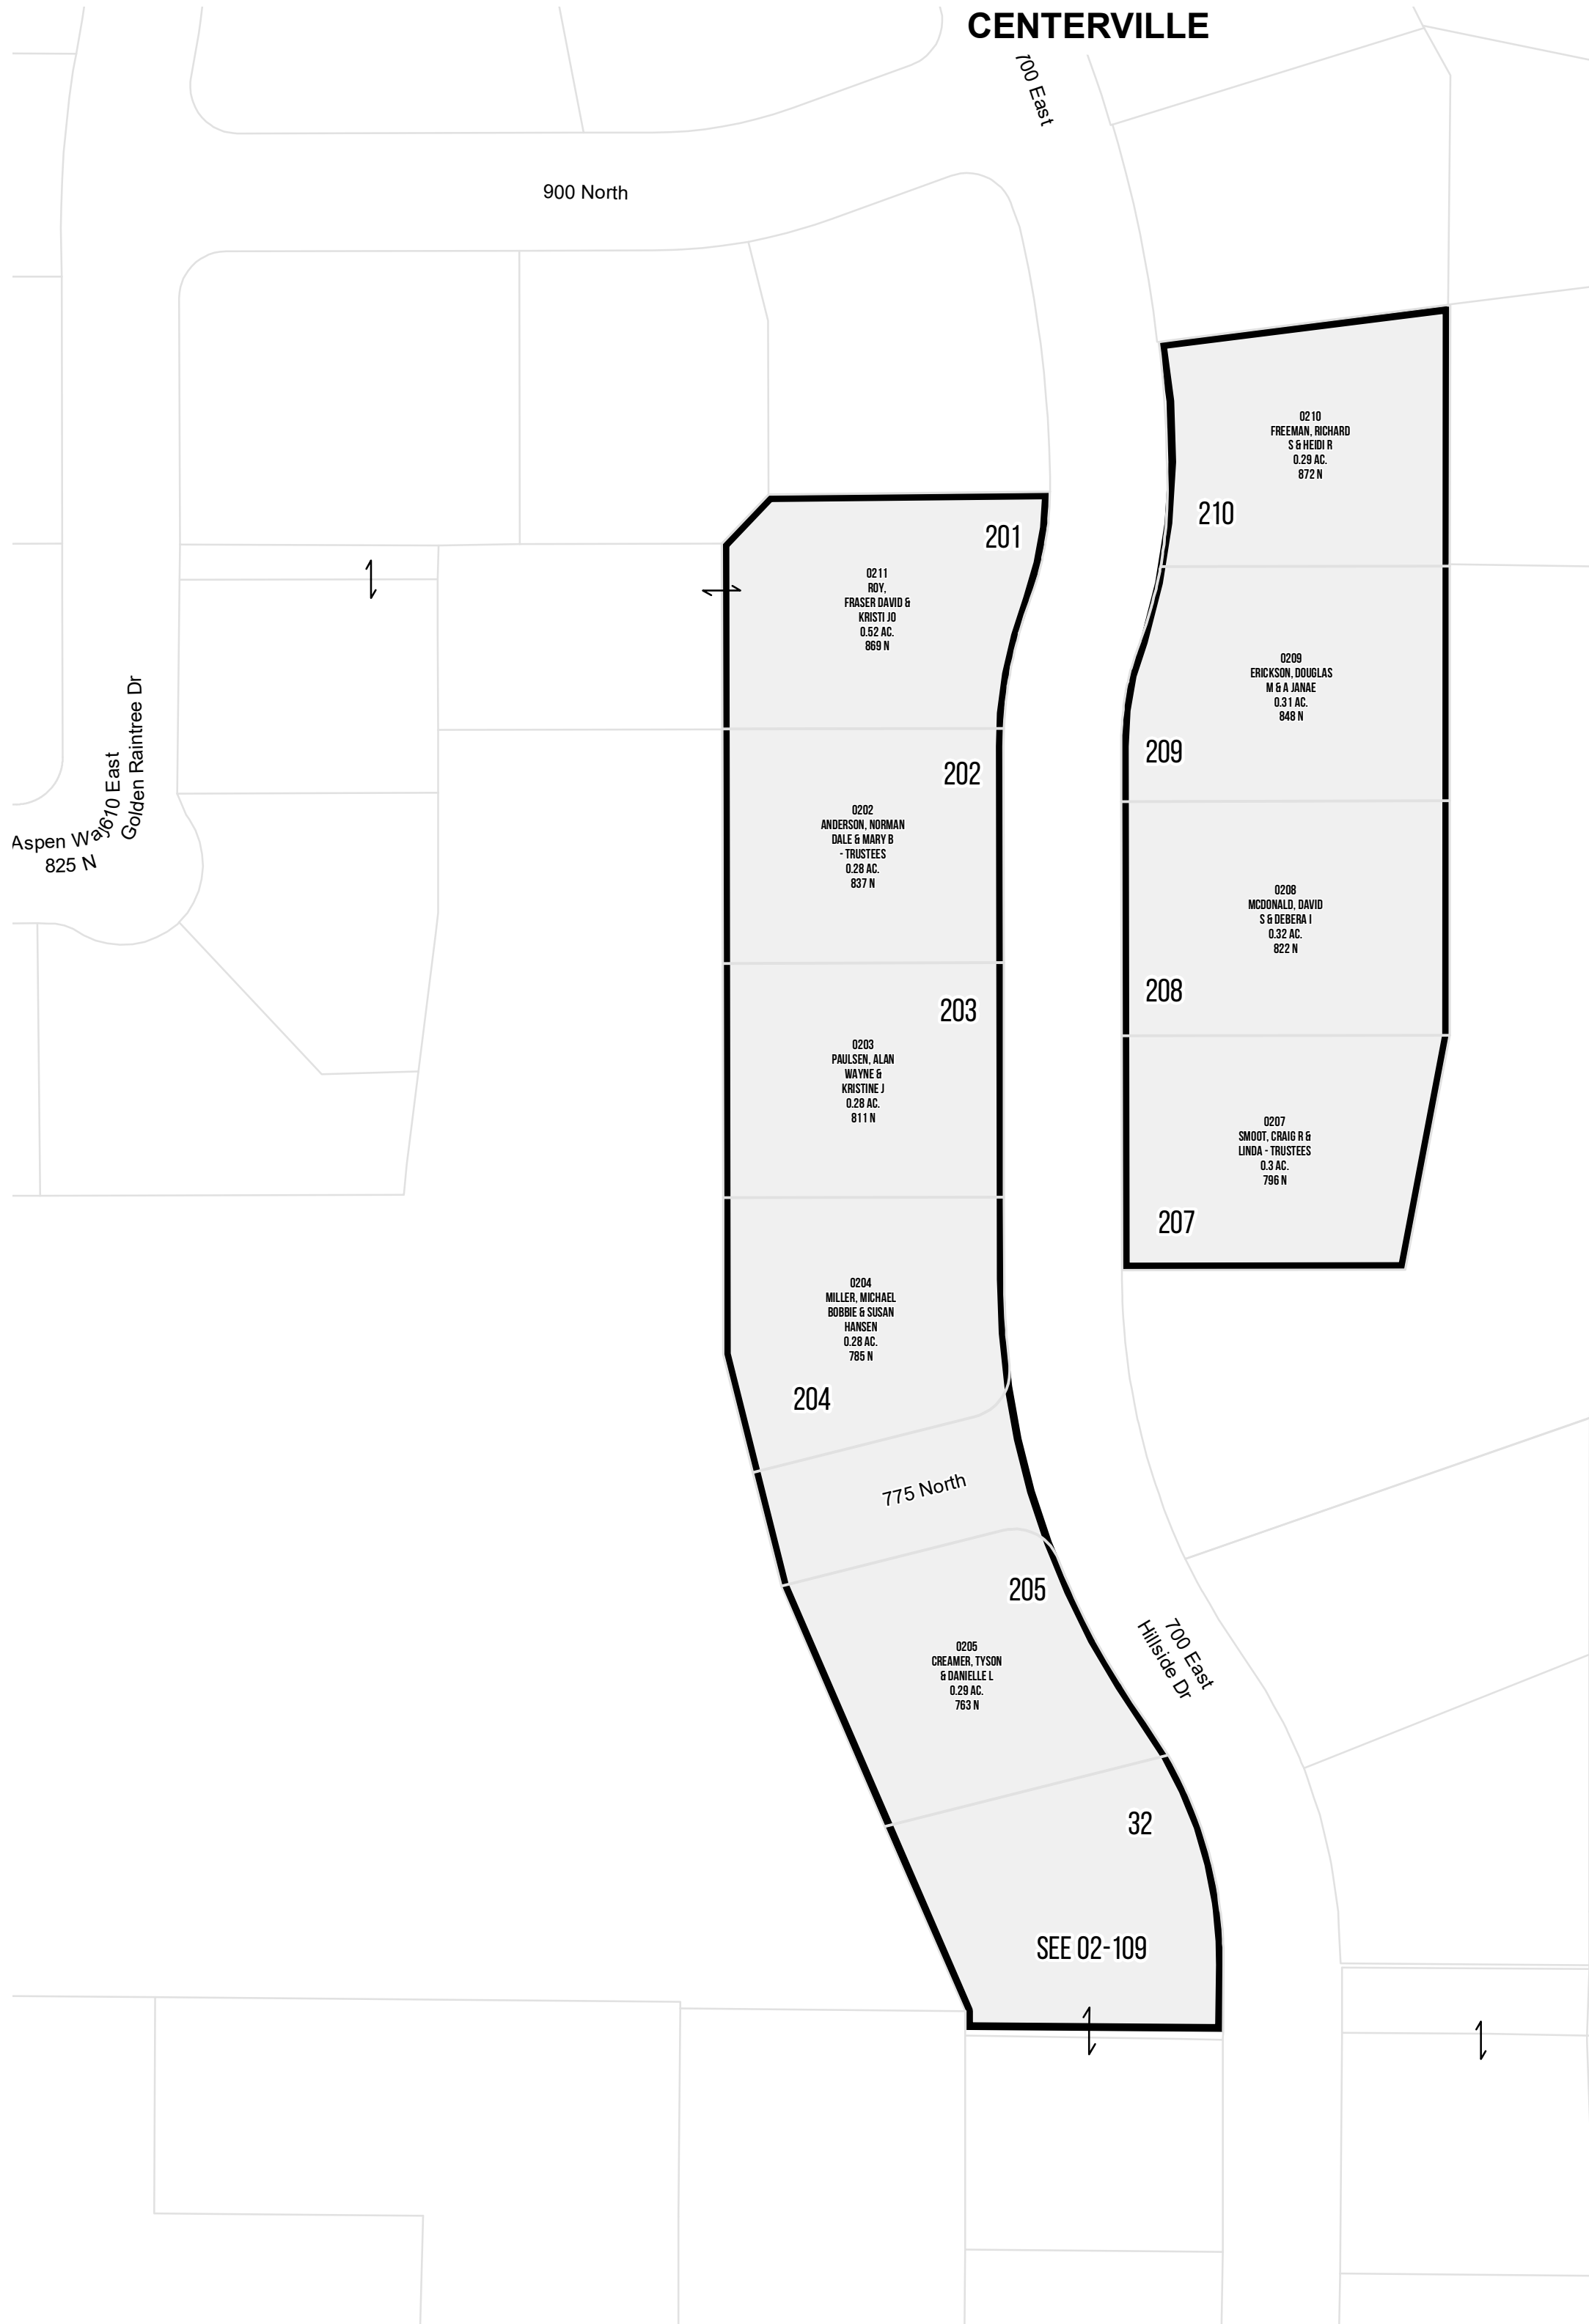 CENTERVILLE
700 East
900 North
0210
FREEMAN, RICHARD
S & HEIDI R
0.29 AC.
872 N
210
201
0211
ROY,
FRASER DAVID &
KRISTI JO
0.52 AC.
869 N
0209
ERICKSON, DOUGLAS
M & A JANAE
0.31 AC.
848 N
209
610 East
Golden Raintree Dr
Aspen Way
825 N
202
0202
ANDERSON, NORMAN
DALE & MARY B
- TRUSTEES
0.28 AC.
837 N
0208
MCDONALD, DAVID
S & DEBERA I
0.32 AC.
822 N
208
203
0203
PAULSEN, ALAN
WAYNE &
KRISTINE J
0.28 AC.
811 N
0207
SMOOT, CRAIG R &
LINDA - TRUSTEES
0.3 AC.
796 N
207
0204
MILLER, MICHAEL
BOBBIE & SUSAN
HANSEN
0.28 AC.
785 N
204
775 North
205
0205
CREAMER, TYSON
& DANIELLE L
0.29 AC.
763 N
700 East
Hillside Dr
32
SEE 02-109